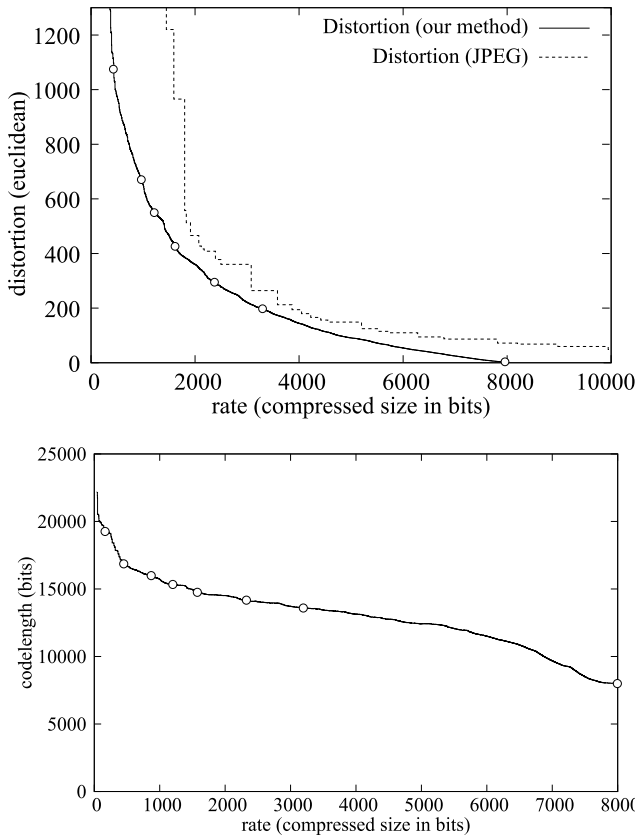 1200
1000
800
600
400
200
0
distortion (euclidean)
Distortion (our method)
Distortion (JPEG)
0 2000 4000 6000 8000 10000
rate (compressed size in bits)
25000
20000
15000
10000
5000
0
codelength (bits)
0 1000 2000 3000 4000 5000 6000 7000 8000
rate (compressed size in bits)